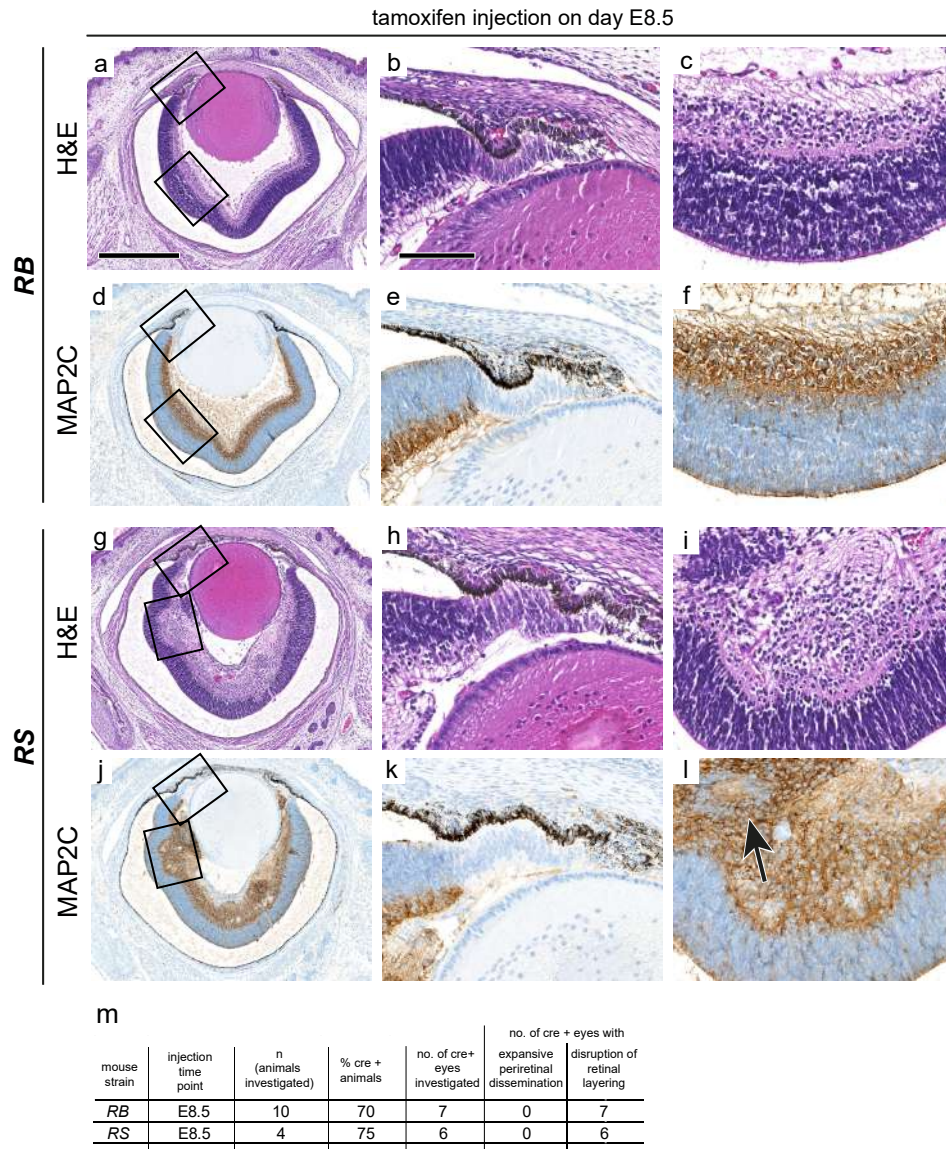 tamoxifen injection on day E8.5
a b c
H&E
d e f
MAP2C
RB
g h i
H&E
j k l
MAP2C
RS
m
no. of cre + eyes with
mouse strain | injection time point | n (animals investigated) | % cre + animals | no. of cre+ eyes investigated | expansive periretinal dissemination | disruption of retinal layering
RB | E8.5 | 10 | 70 | 7 | 0 | 7
RS | E8.5 | 4 | 75 | 6 | 0 | 6